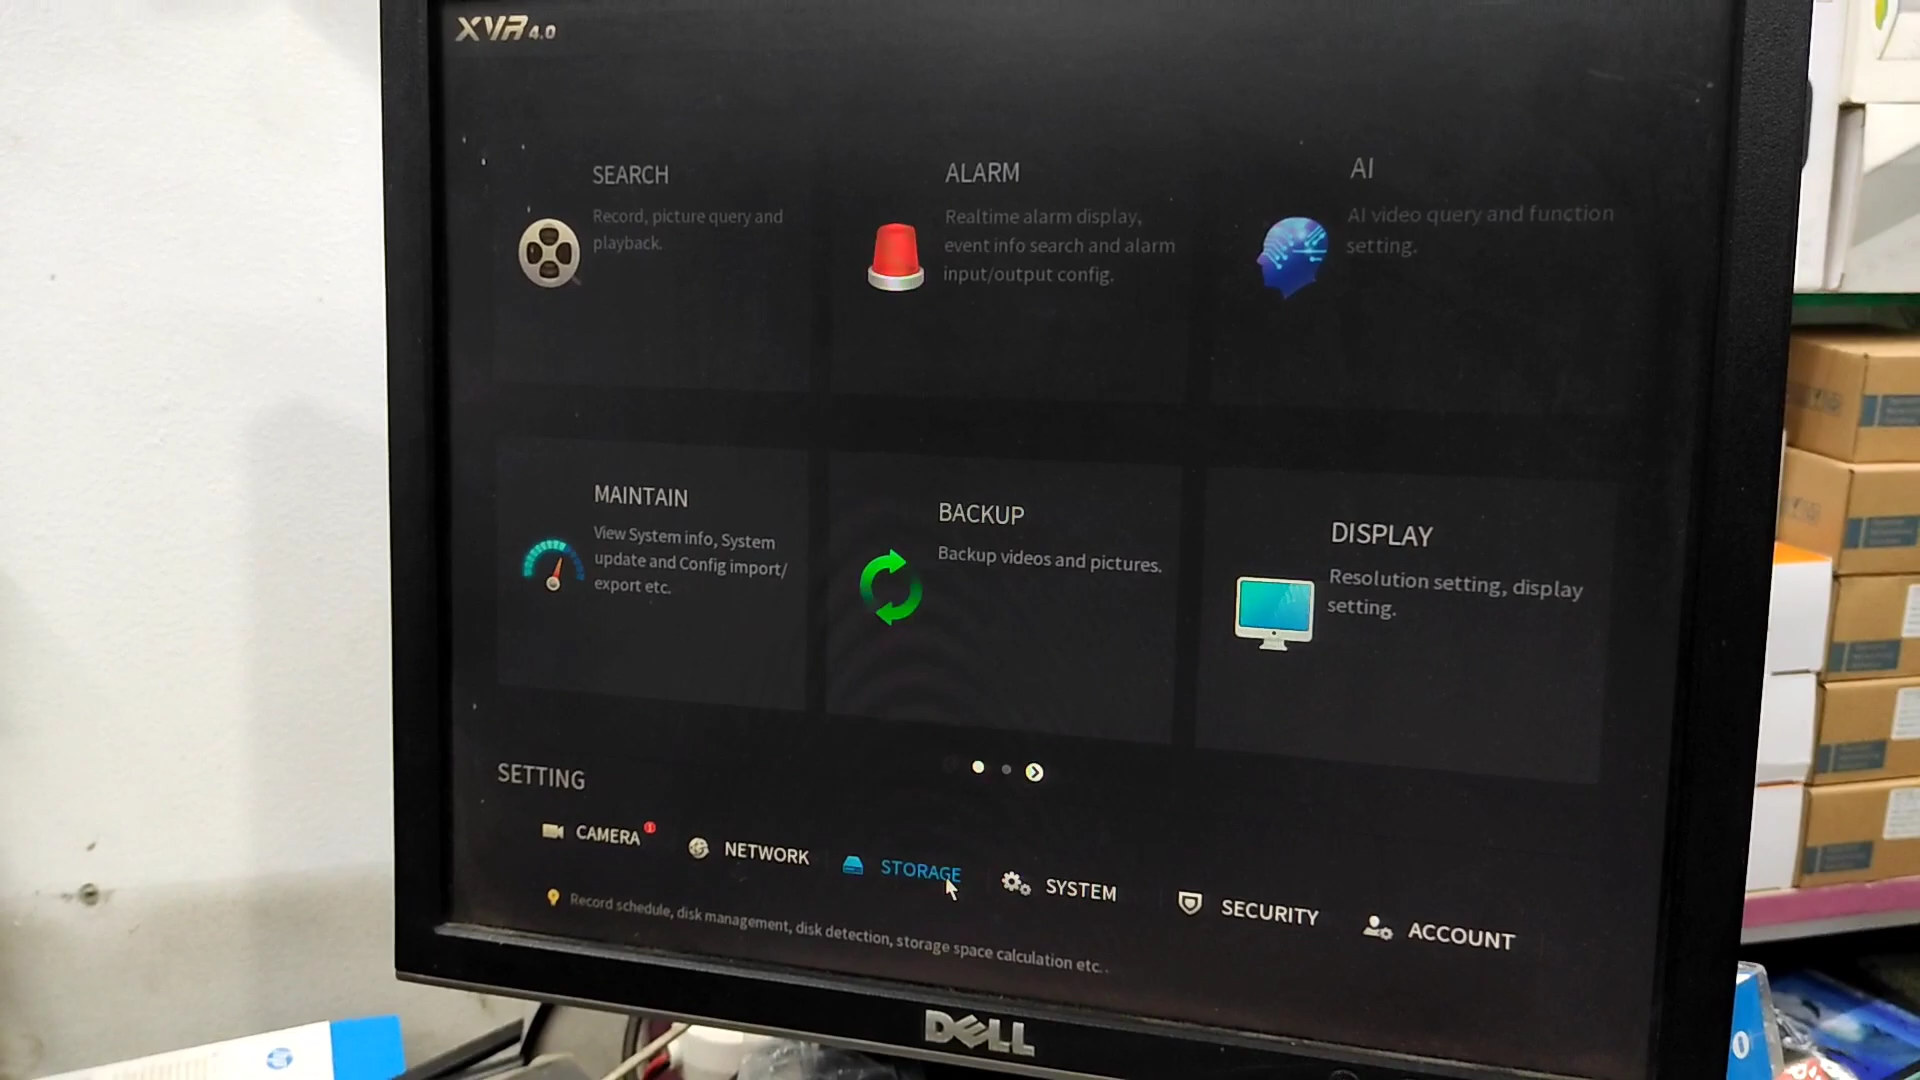 XVR 4.0
SEARCH
Record, picture query and
playback.
ALARM
Realtime alarm display,
event info search and alarm
input/output config.
AI
AI video query and function
setting.
MAINTAIN
View System info, System
update and Config import/
export etc.
BACKUP
Backup videos and pictures.
DISPLAY
Resolution setting, display
setting.
SETTING
CAMERA
NETWORK
STORAGE
SYSTEM
SECURITY
ACCOUNT
Record schedule, disk management, disk detection, storage space calculation etc..
DELL